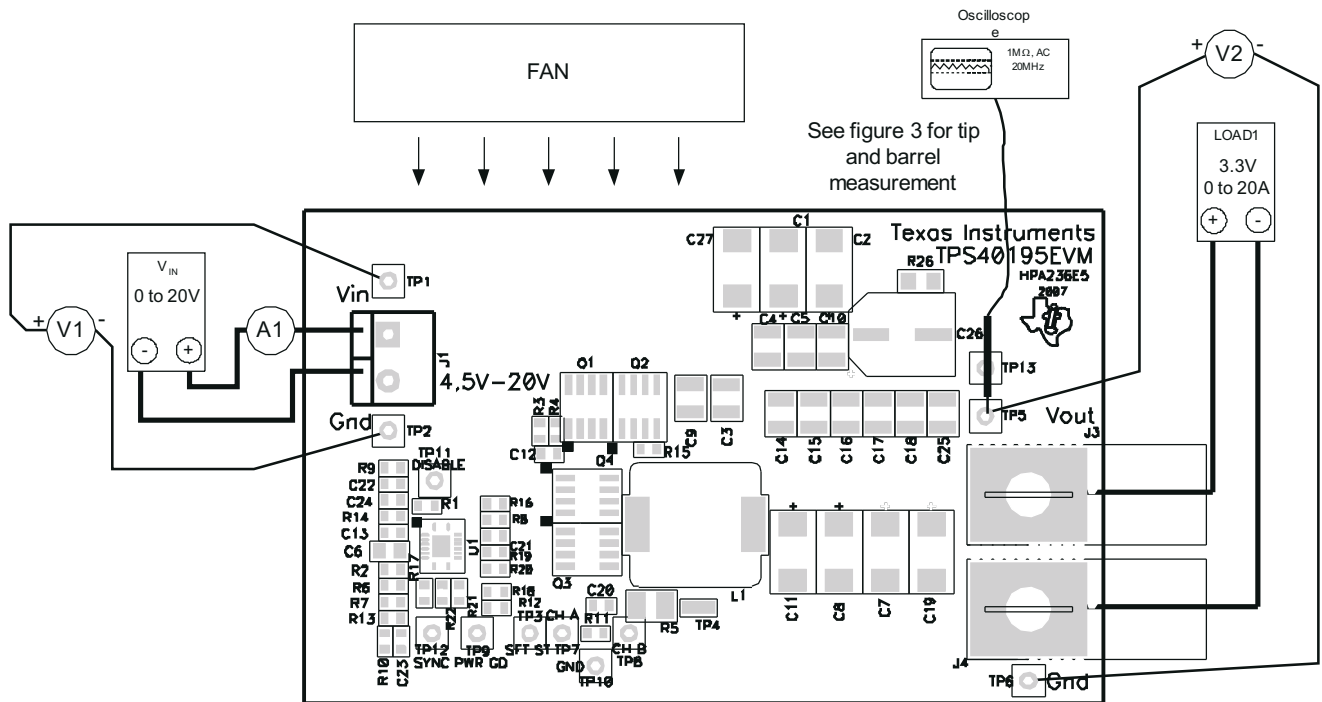 Oscilloscop
e
1MΩ, AC
20MHz
FAN
+ V2 -
See figure 3 for tip
and barrel
measurement
LOAD1
3.3V
0 to 20A
+ -
C1
C27
C2
Texas Instruments
TPS40195EVM
HPA236E5
2007
R26
V IN
0 to 20V
- +
+ V1 -
A1
TP1
Vin
J1
4,5V-20V
Gnd
TP2
+ + +
C4 C5 C10
C26
TP13
TP5
Vout
J3
Q1 Q2
R3 R4
C9 C3
C12
R15
Q4
C14 C15 C16 C17 C18 C25
TP11
DISABLE
R9
C22
C24
R14
C13
C6
R2
R6
R7
R13
R1
R17
U1
R16
R8
C21
R19
R20
R18
R12
Q3
L1
C11 C8 C7 C19
C20
R5
TP4
R22
R21
TP3
CH A
R11
R10
C23
TP12
SYNC
TP9
PWR GD
SFT ST
TP7
GND
TP10
CH B
TP8
J4
TP6
Gnd